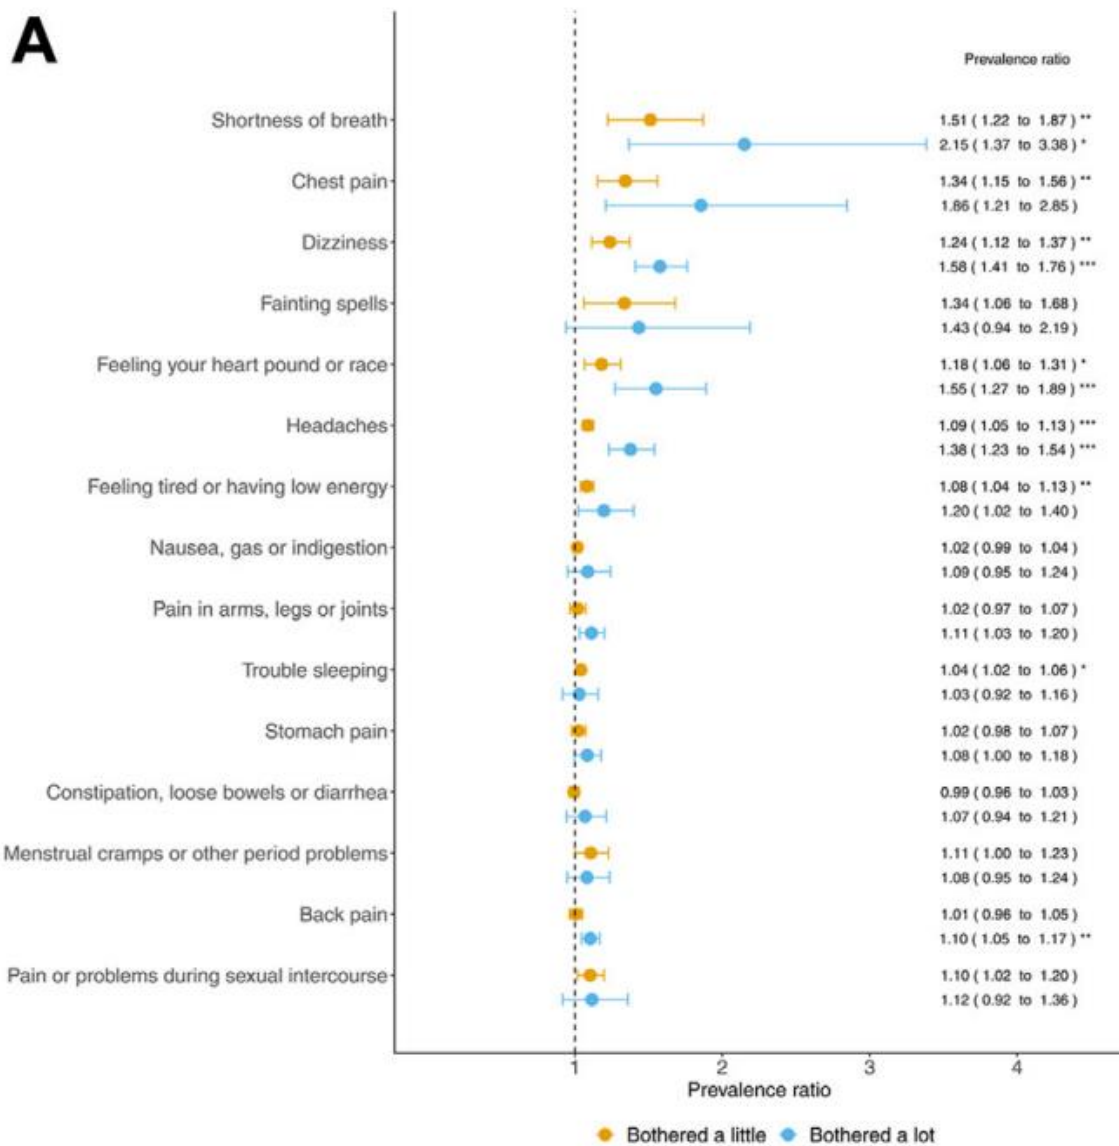 A
Prevalence ratio
Shortness of breath
1.51 ( 1.22 to 1.87 ) **
2.15 ( 1.37 to 3.38 ) *
Chest pain
1.34 ( 1.15 to 1.56 ) **
1.86 ( 1.21 to 2.85 )
Dizziness
1.24 ( 1.12 to 1.37 ) **
1.58 ( 1.41 to 1.76 ) ***
Fainting spells
1.34 ( 1.06 to 1.68 )
1.43 ( 0.94 to 2.19 )
Feeling your heart pound or race
1.18 ( 1.06 to 1.31 ) *
1.55 ( 1.27 to 1.89 ) ***
Headaches
1.09 ( 1.05 to 1.13 ) ***
1.38 ( 1.23 to 1.54 ) ***
Feeling tired or having low energy
1.08 ( 1.04 to 1.13 ) **
1.20 ( 1.02 to 1.40 )
Nausea, gas or indigestion
1.02 ( 0.99 to 1.04 )
1.09 ( 0.95 to 1.24 )
Pain in arms, legs or joints
1.02 ( 0.97 to 1.07 )
1.11 ( 1.03 to 1.20 )
Trouble sleeping
1.04 ( 1.02 to 1.06 ) *
1.03 ( 0.92 to 1.16 )
Stomach pain
1.02 ( 0.98 to 1.07 )
1.08 ( 1.00 to 1.18 )
Constipation, loose bowels or diarrhea
0.99 ( 0.96 to 1.03 )
1.07 ( 0.94 to 1.21 )
Menstrual cramps or other period problems
1.11 ( 1.00 to 1.23 )
1.08 ( 0.95 to 1.24 )
Back pain
1.01 ( 0.96 to 1.05 )
1.10 ( 1.05 to 1.17 ) **
Pain or problems during sexual intercourse
1.10 ( 1.02 to 1.20 )
1.12 ( 0.92 to 1.36 )
1 2 3 4
Prevalence ratio
Bothered a little Bothered a lot